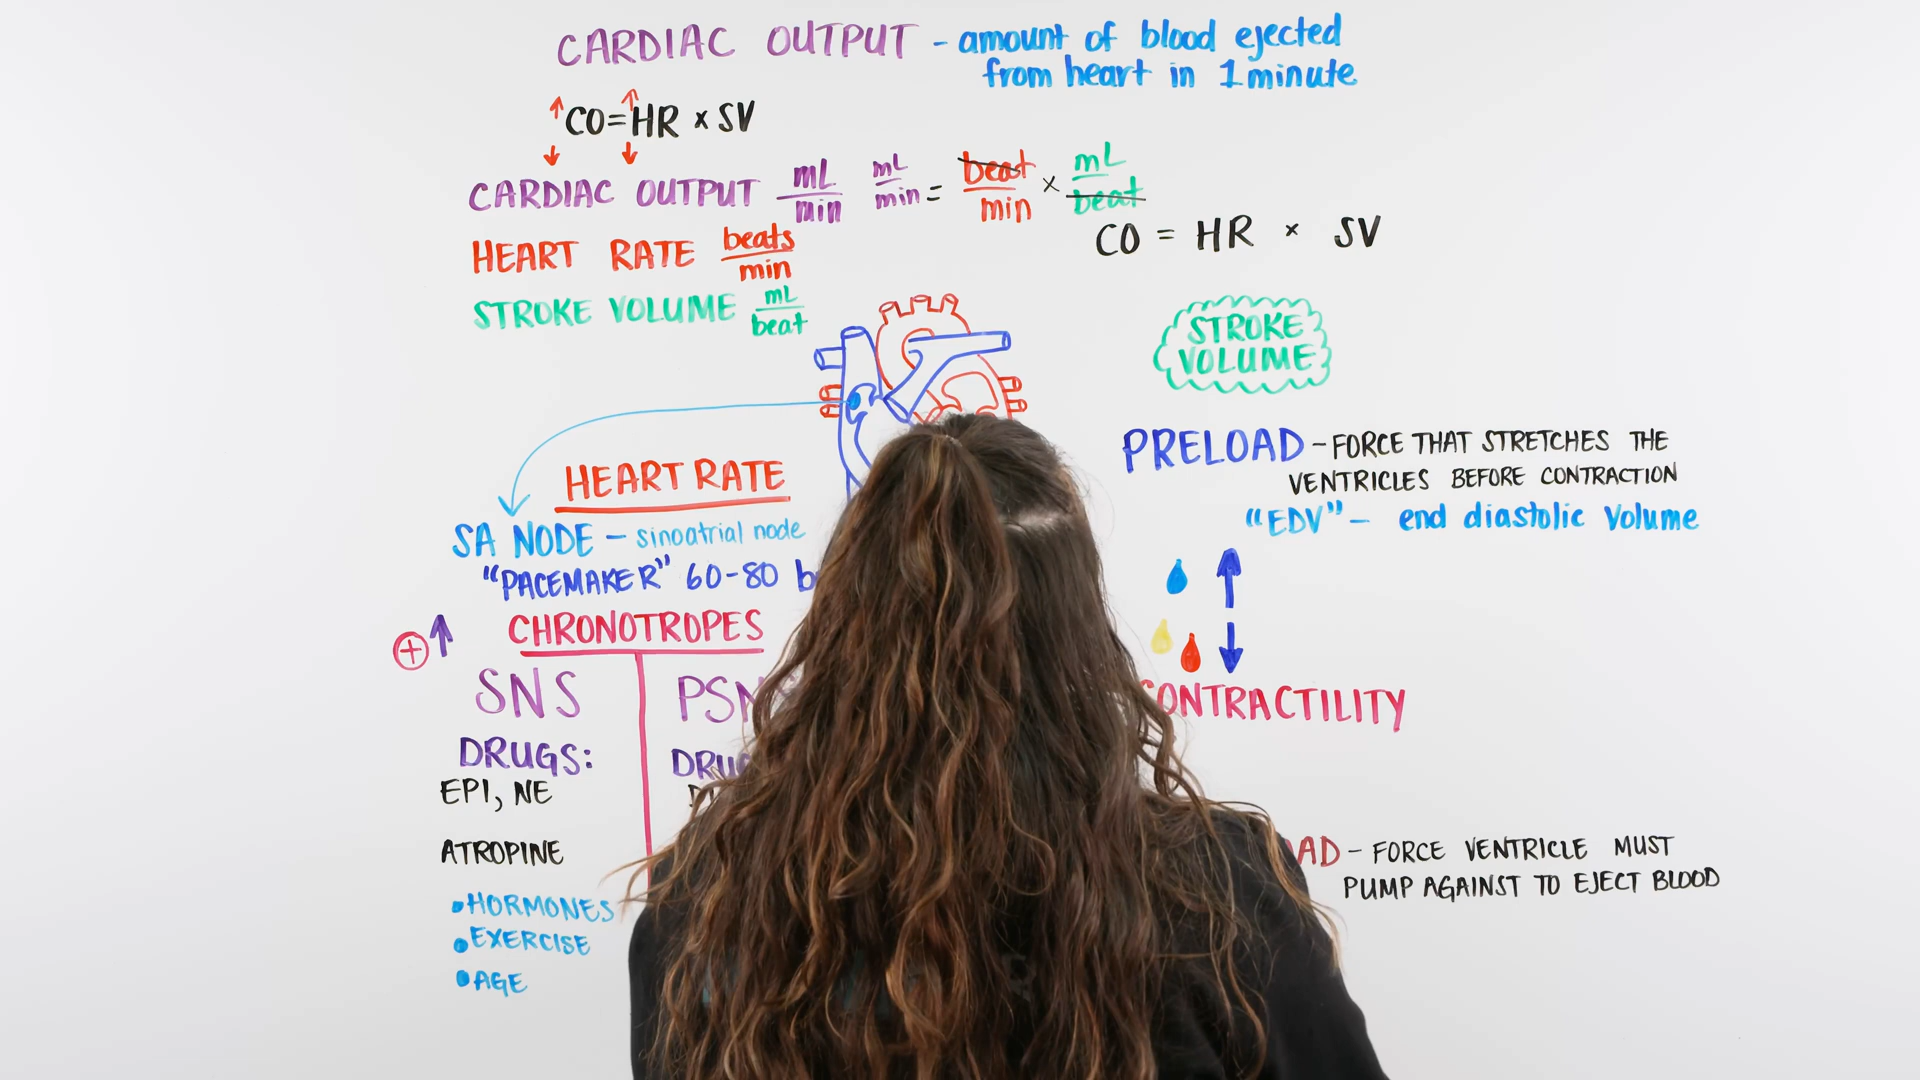 CARDIAC OUTPUT - amount of blood ejected
from heart in 1 minute
↑CO=↑HR x SV
↓ ↓
CARDIAC OUTPUT mL/min mL/min = beat/min x mL/beat
CO = HR x SV
HEART RATE beats/min
STROKE VOLUME mL/beat
HEART RATE
SA NODE - sinoatrial node
"PACEMAKER" 60-80
+ ↑ CHRONOTROPES
SNS
DRUGS:
EPI, NE
ATROPINE
•HORMONES
•EXERCISE
•AGE
STROKE
VOLUME
PRELOAD - FORCE THAT STRETCHES THE
VENTRICLES BEFORE CONTRACTION
"EDV" - end diastolic Volume
↑
↓
CONTRACTILITY
AD - FORCE VENTRICLE MUST
PUMP AGAINST TO EJECT BLOOD